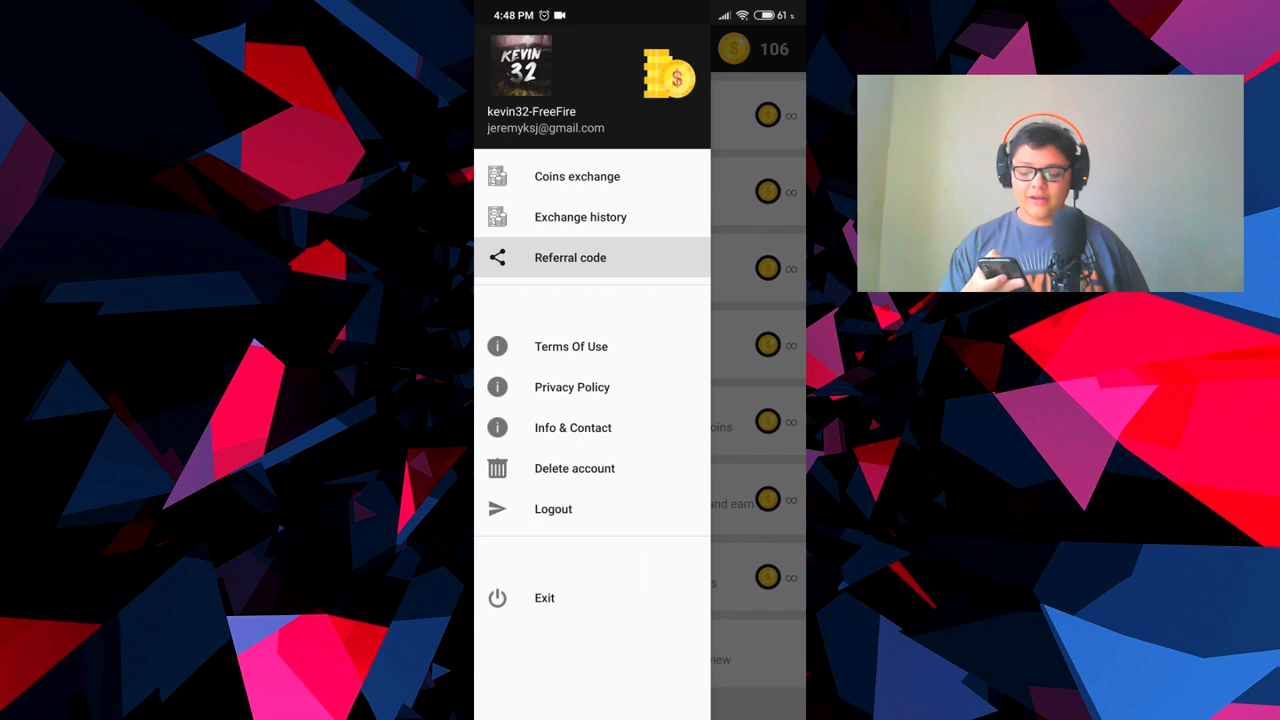 4:48 PM
61 %
KEVIN
32
106
kevin32-FreeFire
jeremyksj@gmail.com
Coins exchange
Exchange history
Referral code
Terms Of Use
Privacy Policy
oins
Info & Contact
Delete account
and earn
Logout
s
Exit
view